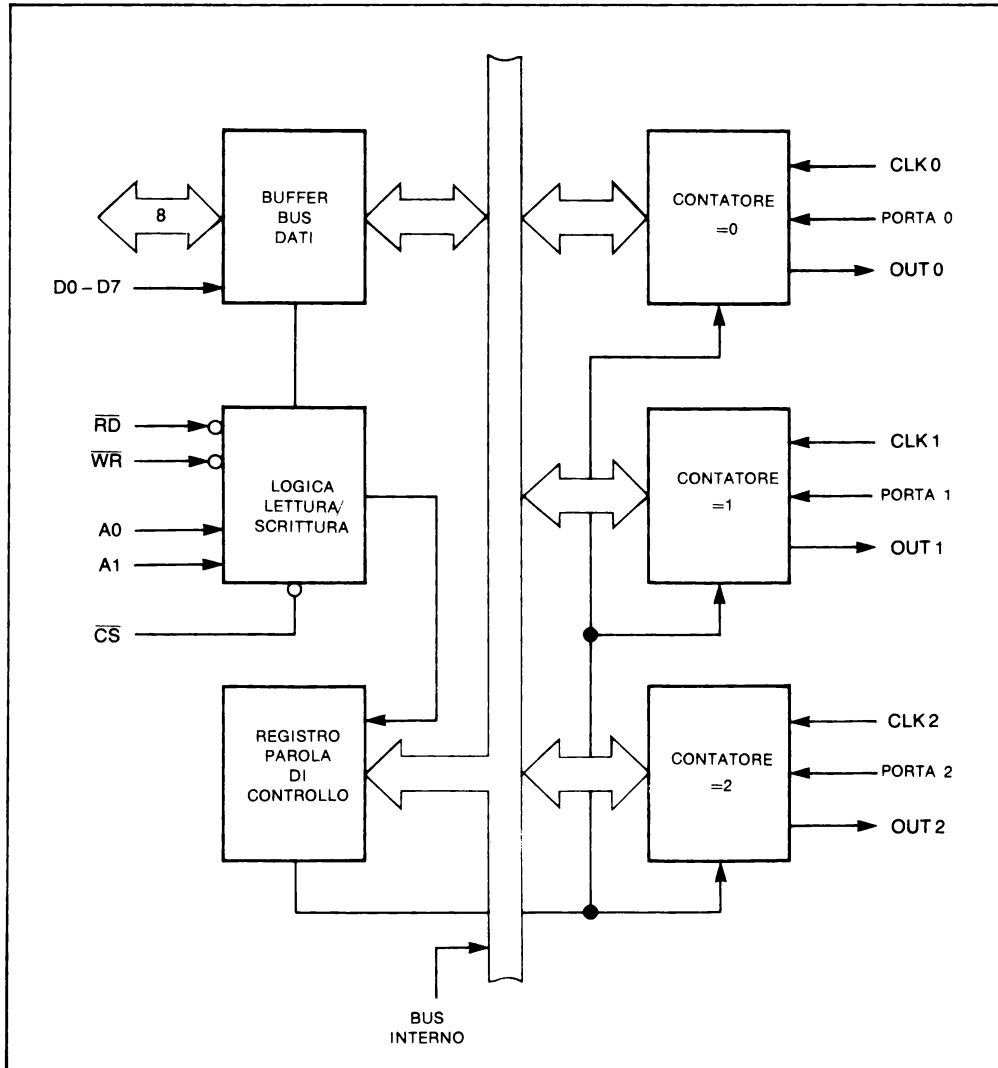 BUFFER
BUS
DATI
8
D0 – D7
CONTATORE
=0
CLK 0
PORTA 0
OUT 0
RD
WR
A0
A1
CS
LOGICA
LETTURA/
SCRITTURA
CONTATORE
=1
CLK 1
PORTA 1
OUT 1
REGISTRO
PAROLA
DI
CONTROLLO
CONTATORE
=2
CLK 2
PORTA 2
OUT 2
BUS
INTERNO